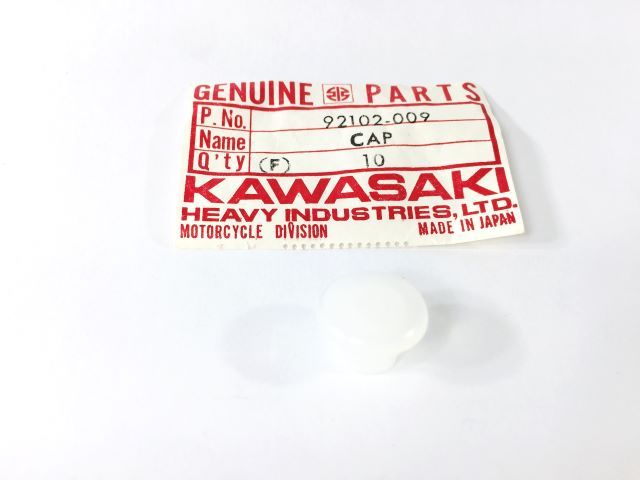 GENUINE PARTS
P. No. 92102-009
Name CAP
Q'ty (F) 10
KAWASAKI
HEAVY INDUSTRIES, LTD.
MOTORCYCLE DIVISION MADE IN JAPAN